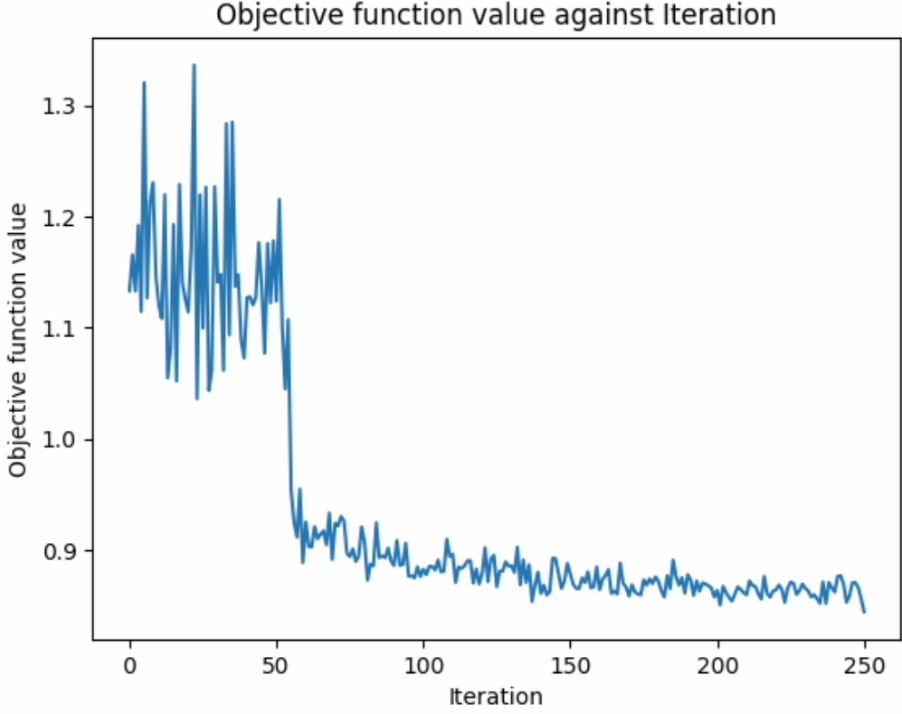 Objective function value against Iteration
Objective function value
1.3
1.2
1.1
1.0
0.9
0 50 100 150 200 250
Iteration